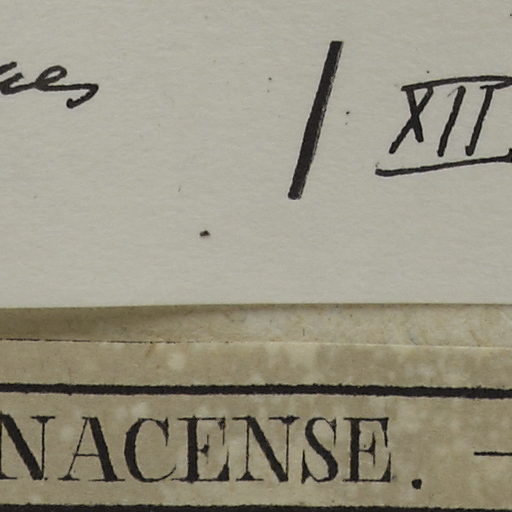 XII
NACENSE. —